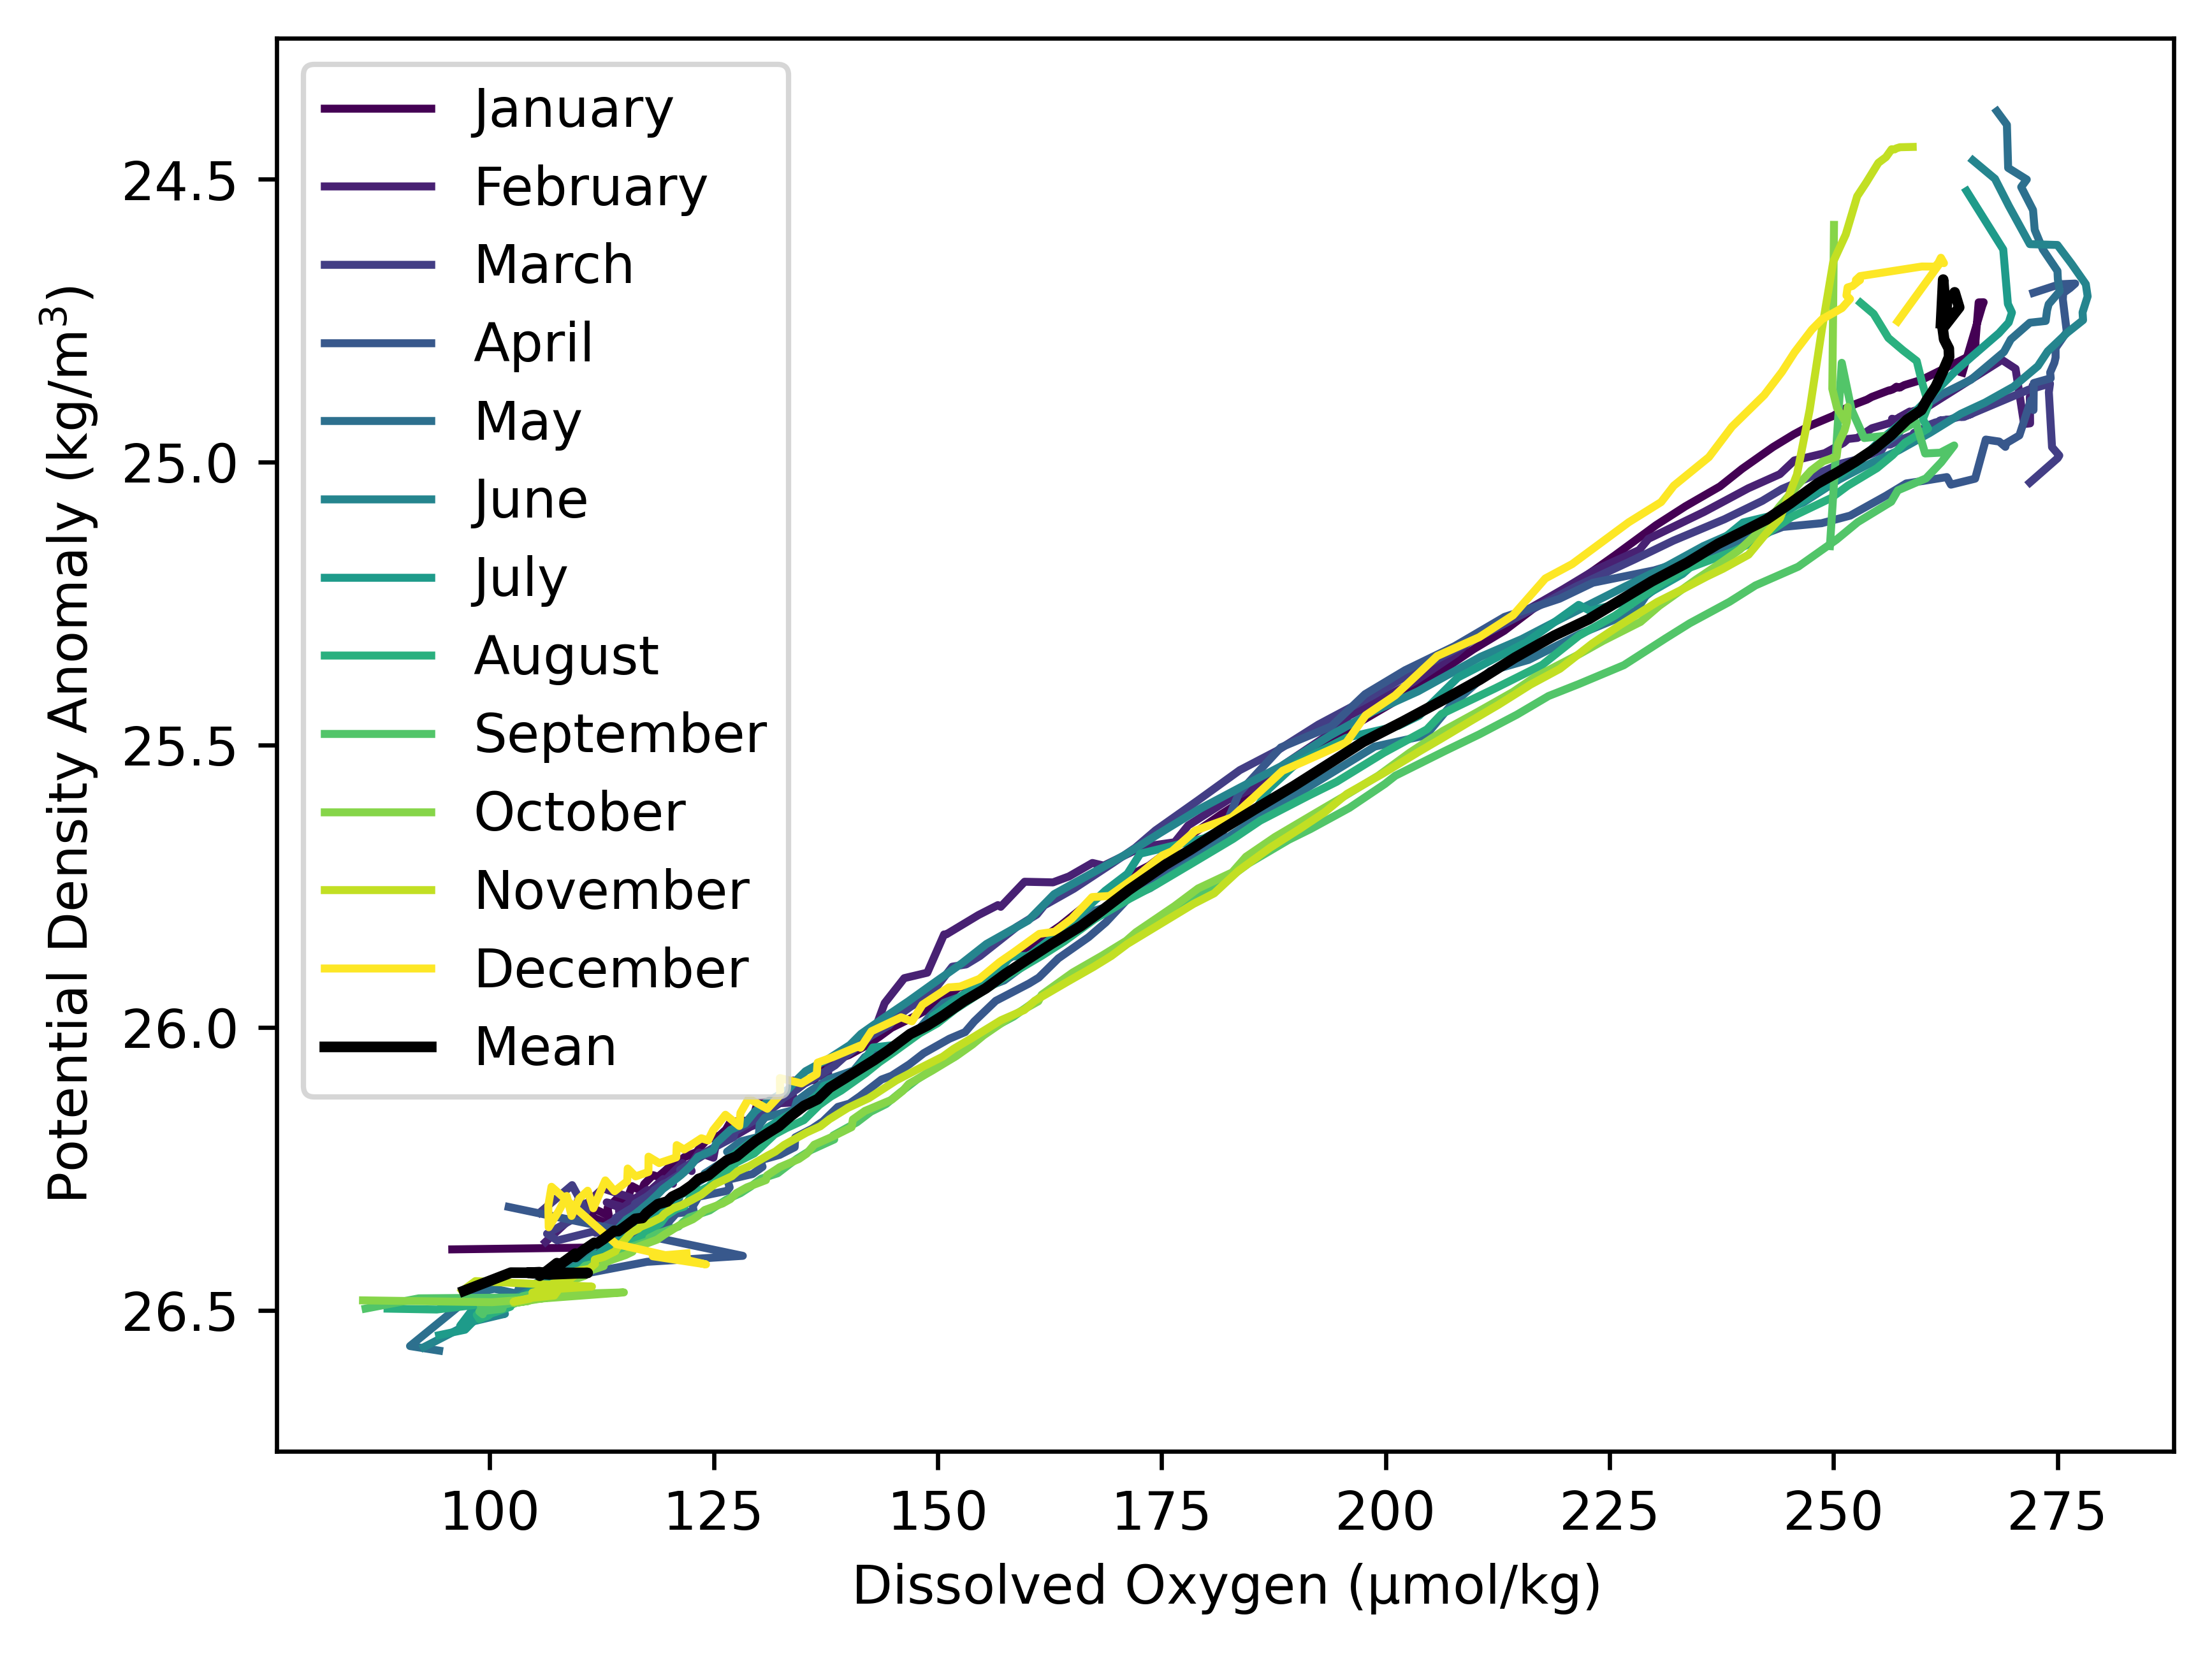 January
February
March
April
May
June
July
August
September
October
November
December
Mean
24.5
25.0
25.5
26.0
26.5
Potential Density Anomaly (kg/m³)
100 125 150 175 200 225 250 275
Dissolved Oxygen (μmol/kg)